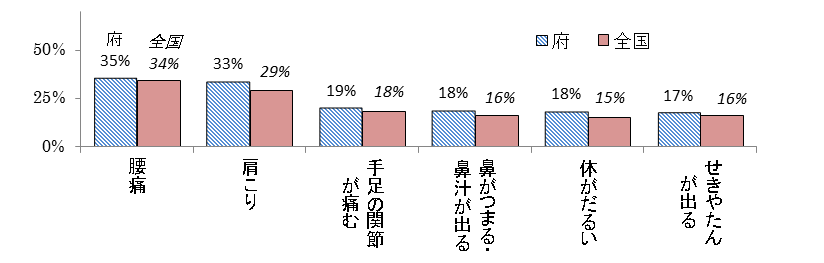 府 全国
府 全国
35% 34% 33% 29% 19% 18% 18% 16% 18% 15% 17% 16%
50%
25%
0%
腰痛
肩こり
手足の関節
が痛む
鼻がつまる・
鼻汁が出る
体がだるい
せきやたん
が出る